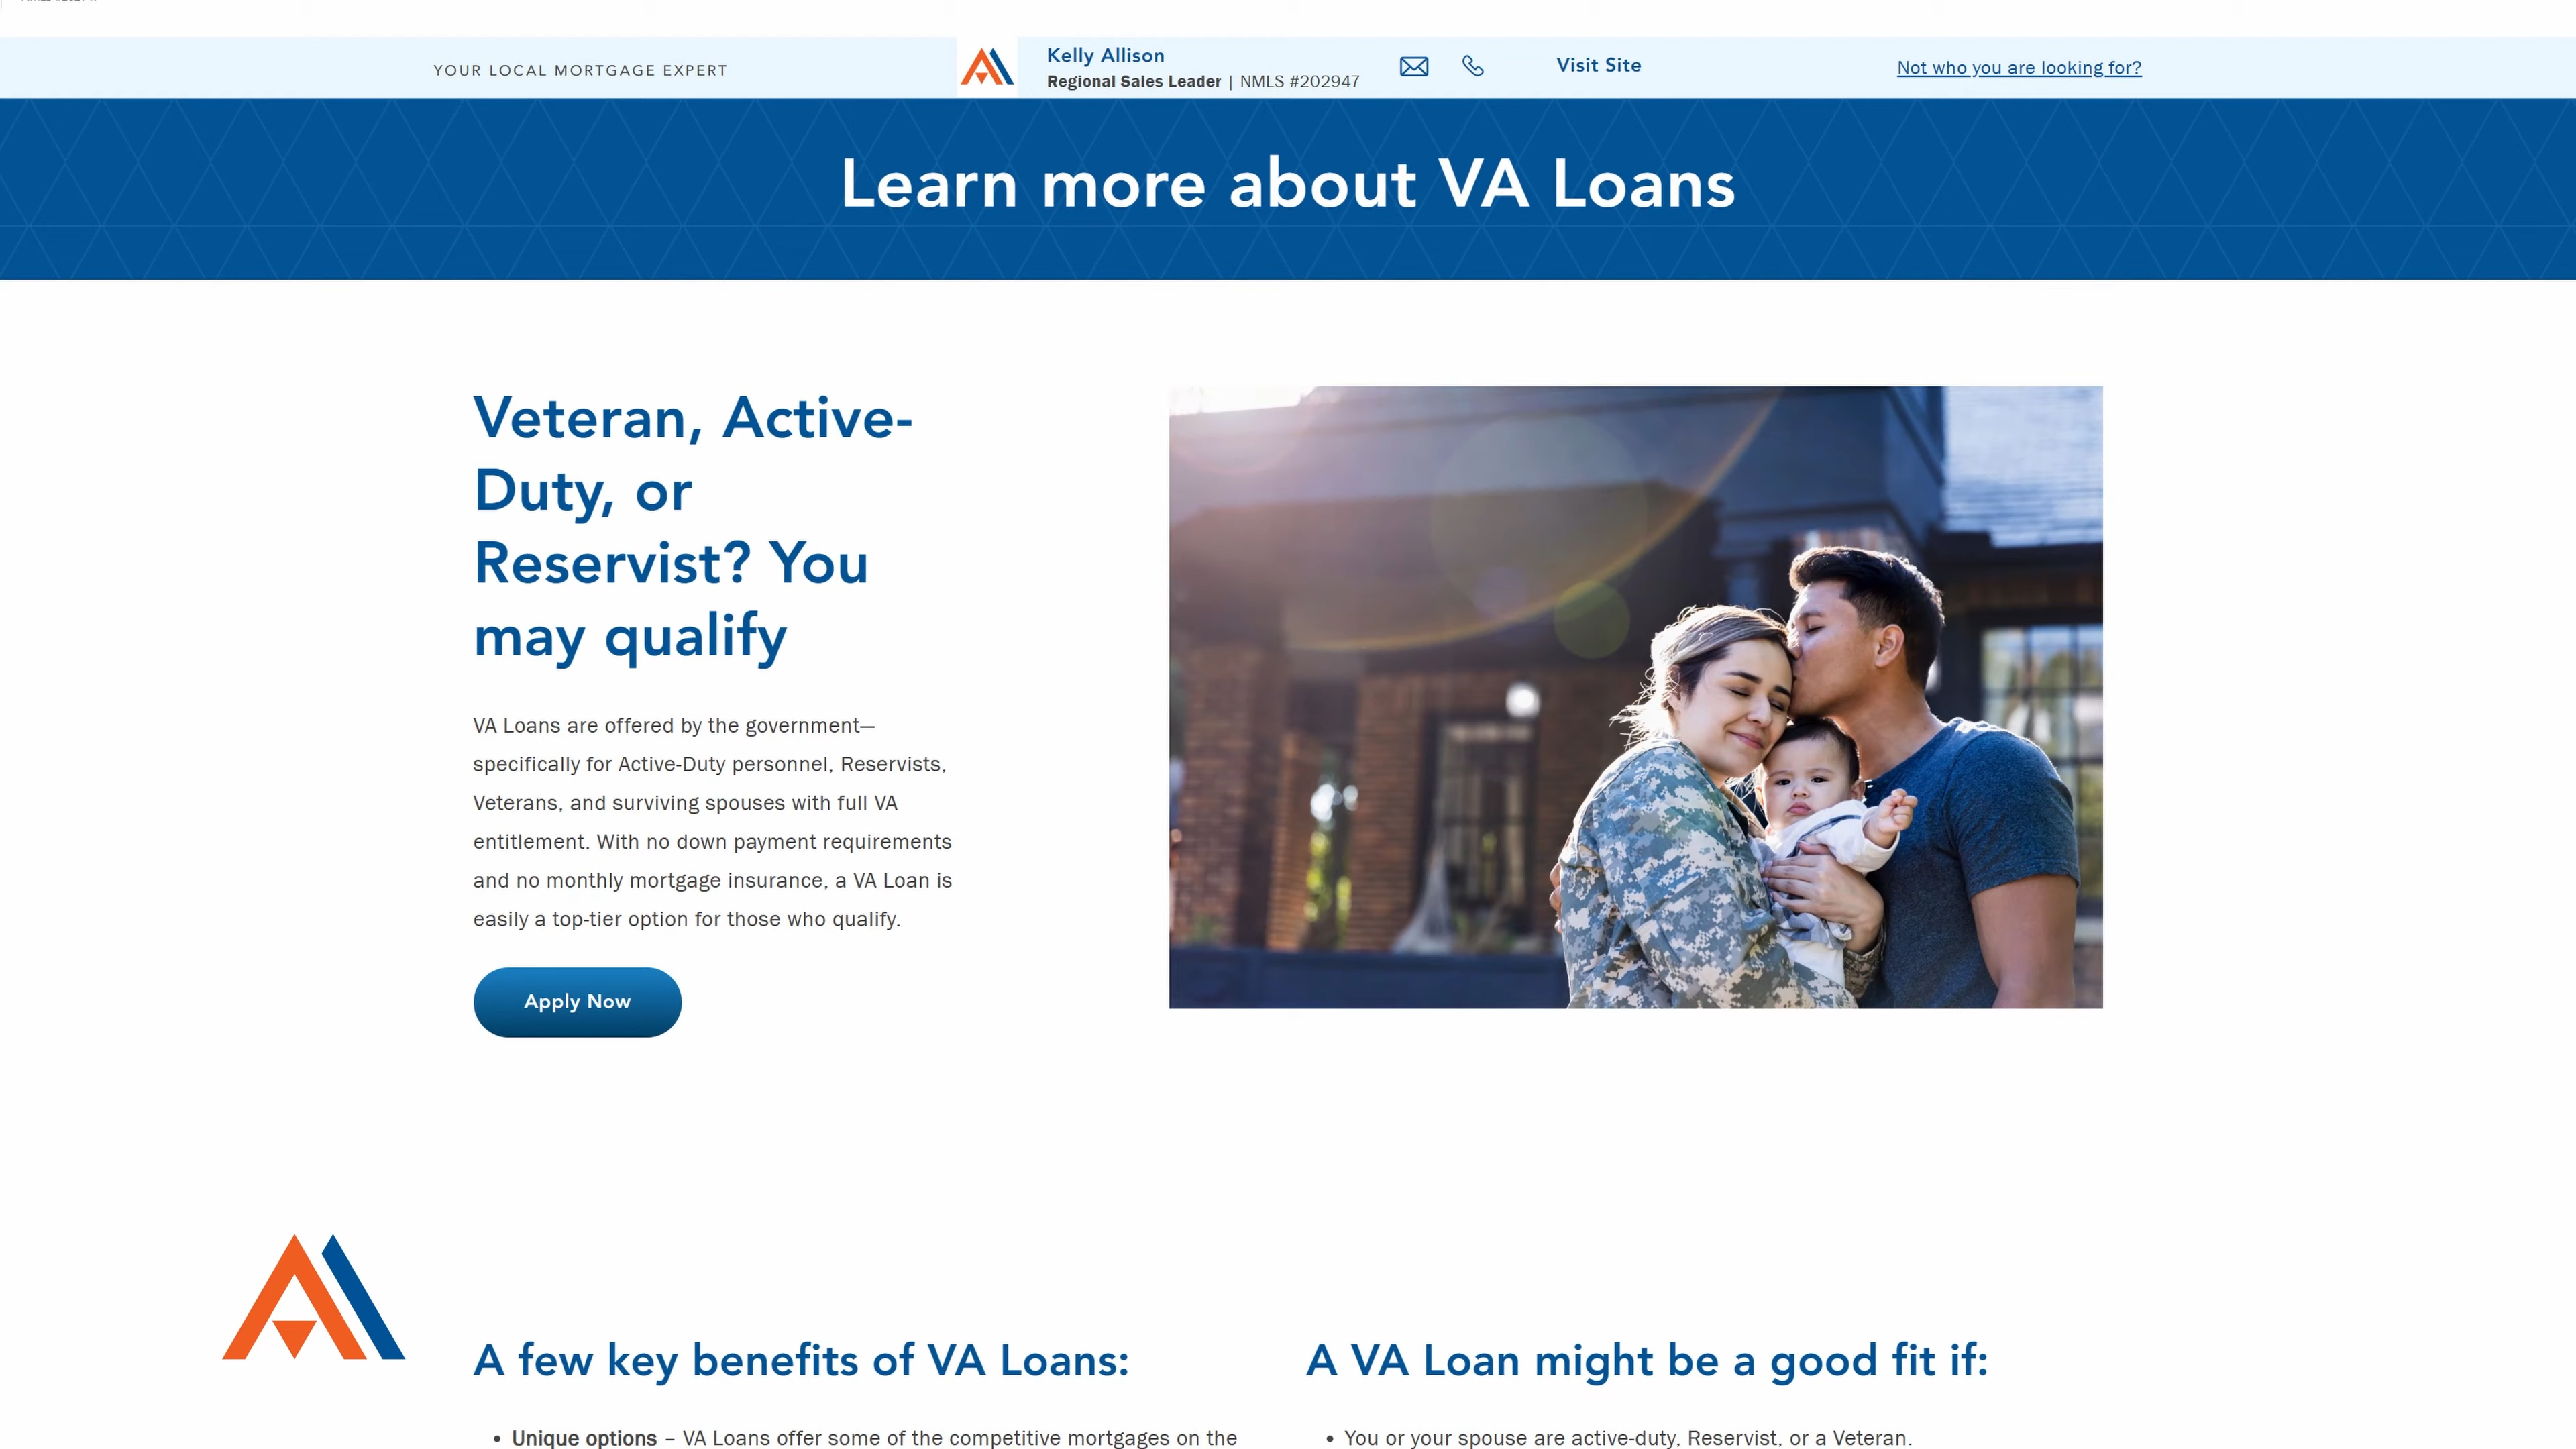 YOUR LOCAL MORTGAGE EXPERT
Kelly Allison
Regional Sales Leader | NMLS #202947
Visit Site
Not who you are looking for?
Learn more about VA Loans
Veteran, Active-
Duty, or
Reservist? You
may qualify
VA Loans are offered by the government—
specifically for Active-Duty personnel, Reservists,
Veterans, and surviving spouses with full VA
entitlement. With no down payment requirements
and no monthly mortgage insurance, a VA Loan is
easily a top-tier option for those who qualify.
Apply Now
A few key benefits of VA Loans:
• Unique options – VA Loans offer some of the competitive mortgages on the
A VA Loan might be a good fit if:
• You or your spouse are active-duty, Reservist, or a Veteran.